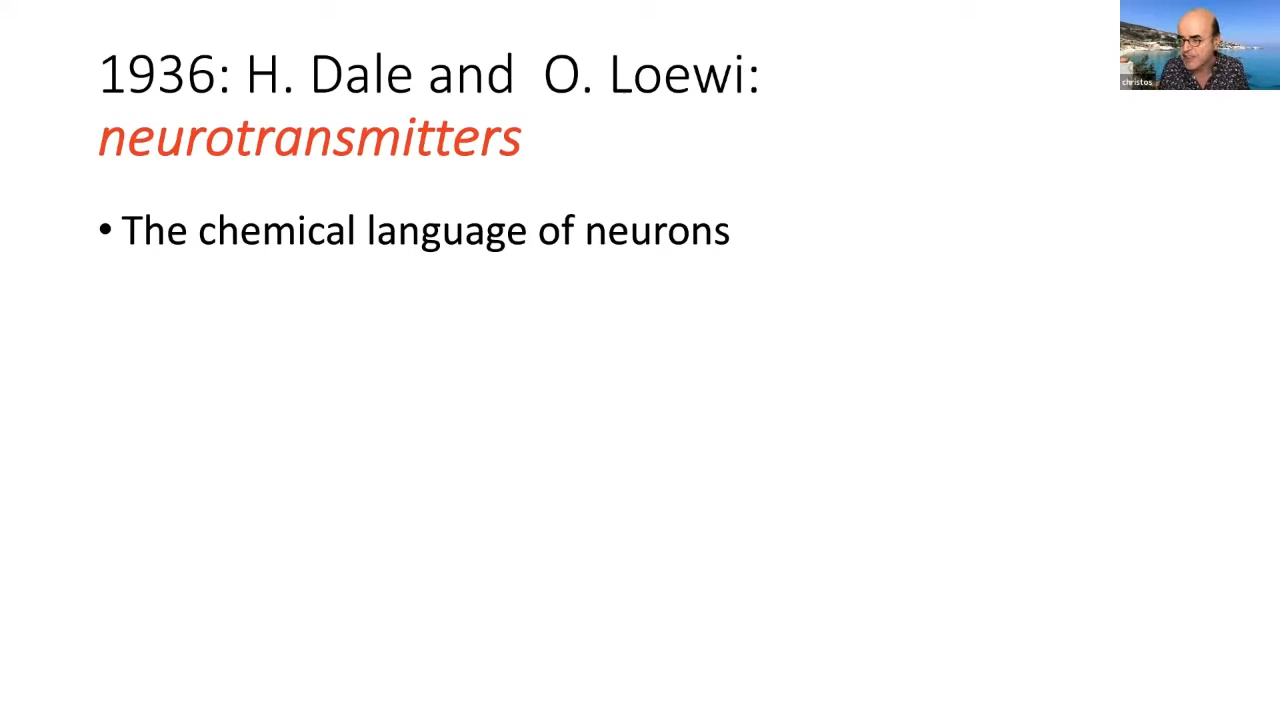 1936: H. Dale and  O. Loewi:
neurotransmitters
• The chemical language of neurons
christos